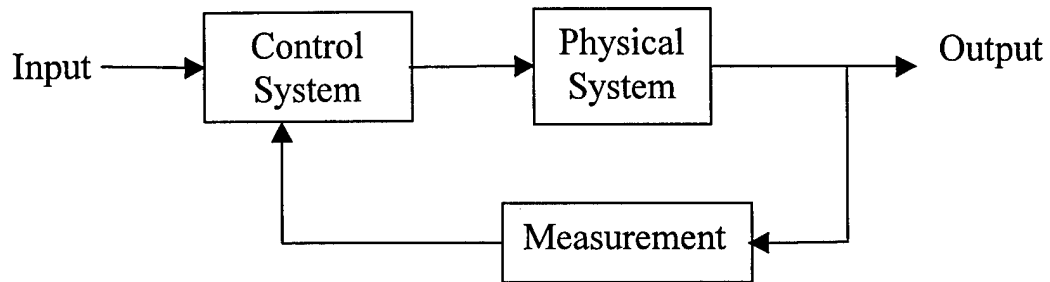 Input
Control
System
Physical
System
Output
Measurement